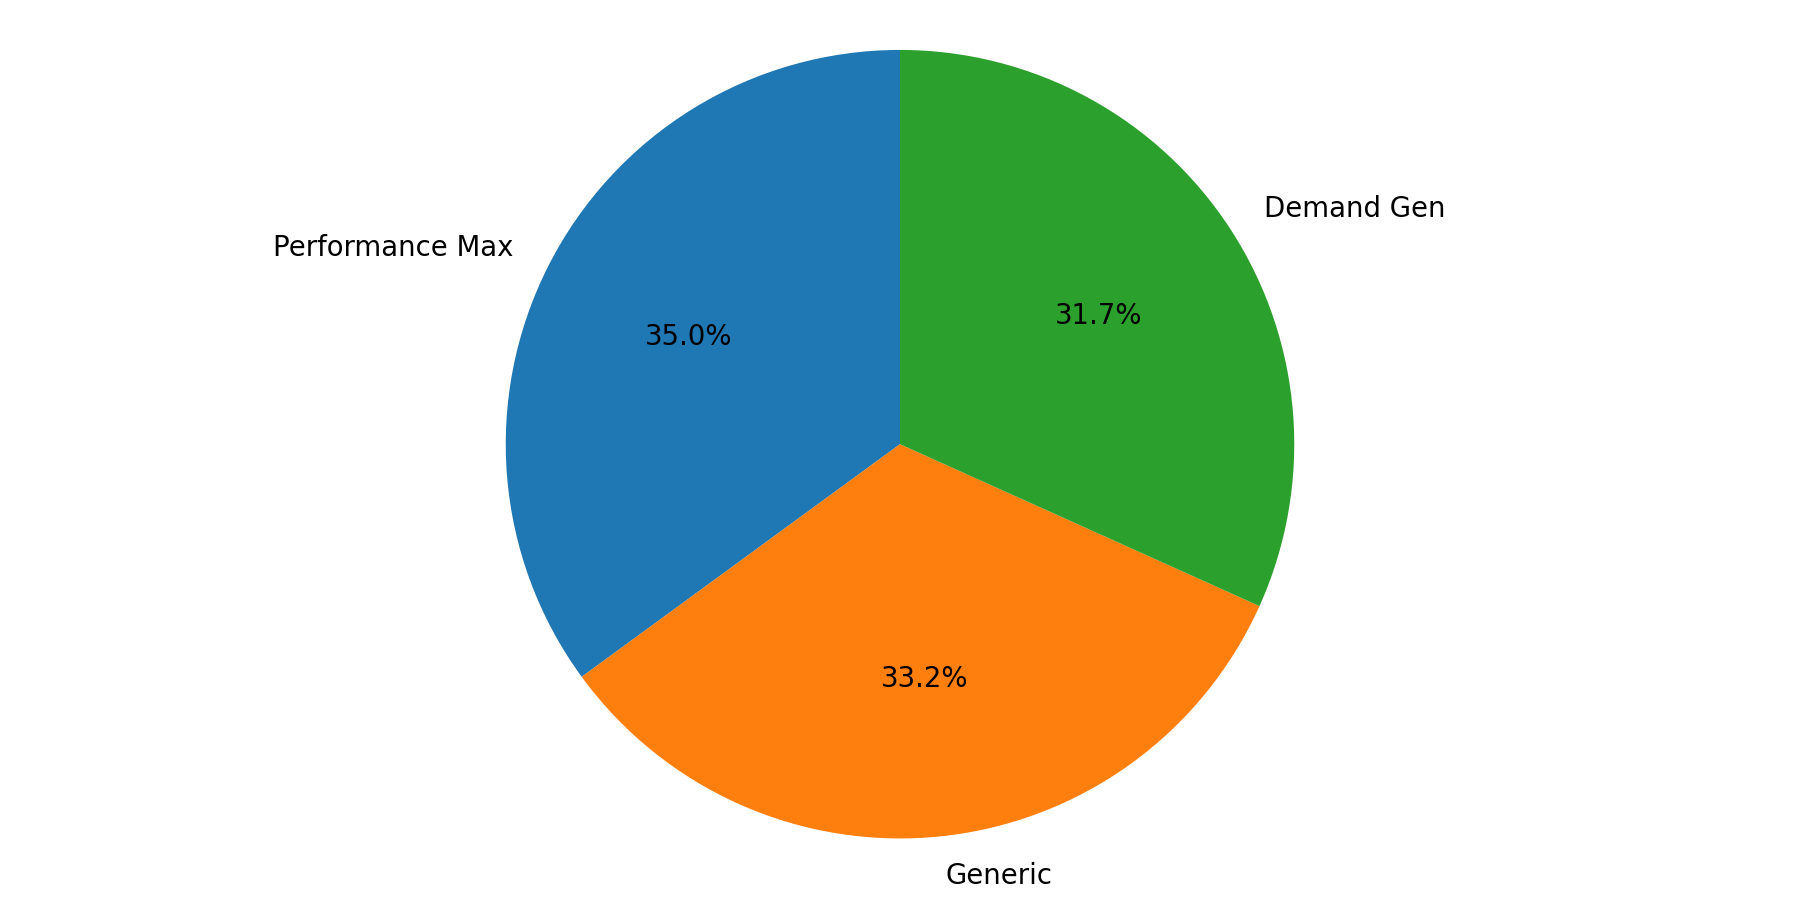 Demand Gen
Performance Max
31.7%
35.0%
33.2%
Generic